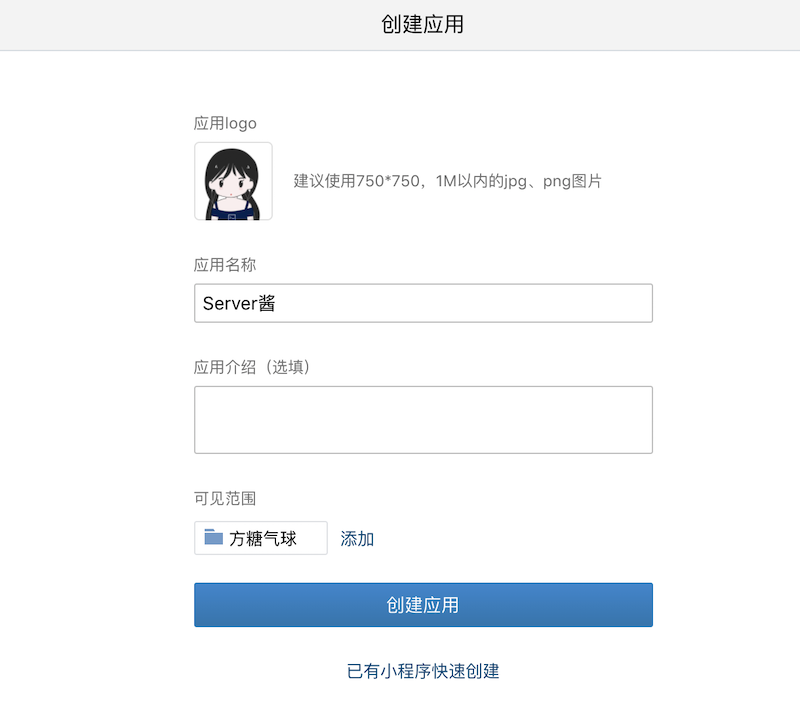 创建应用
应用logo
建议使用750*750，1M以内的jpg、png图片
应用名称
Server酱
应用介绍（选填）
可见范围
方糖气球 添加
创建应用
已有小程序快速创建